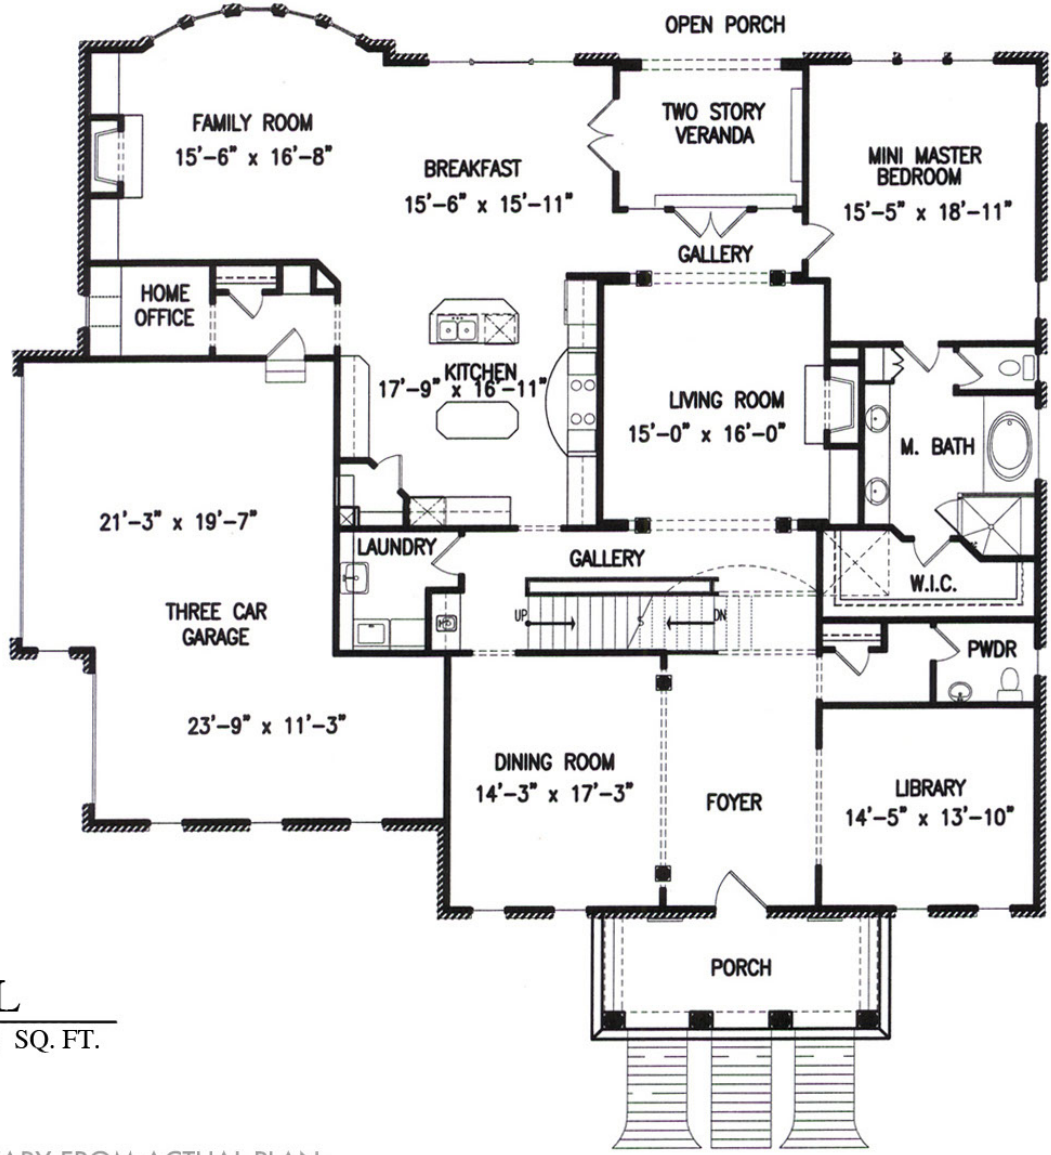 OPEN PORCH
FAMILY ROOM
15'-6" x 16'-8"
TWO STORY
VERANDA
BREAKFAST
15'-6" x 15'-11"
MINI MASTER
BEDROOM
15'-5" x 18'-11"
GALLERY
HOME
OFFICE
KITCHEN
17'-9" x 16'-11"
LIVING ROOM
15'-0" x 16'-0"
M. BATH
21'-3" x 19'-7"
LAUNDRY
GALLERY
W.I.C.
THREE CAR
GARAGE
UP
DN
PWDR
23'-9" x 11'-3"
DINING ROOM
14'-3" x 17'-3"
FOYER
LIBRARY
14'-5" x 13'-10"
PORCH
L
SQ. FT.
FROM ACTUAL PLAN